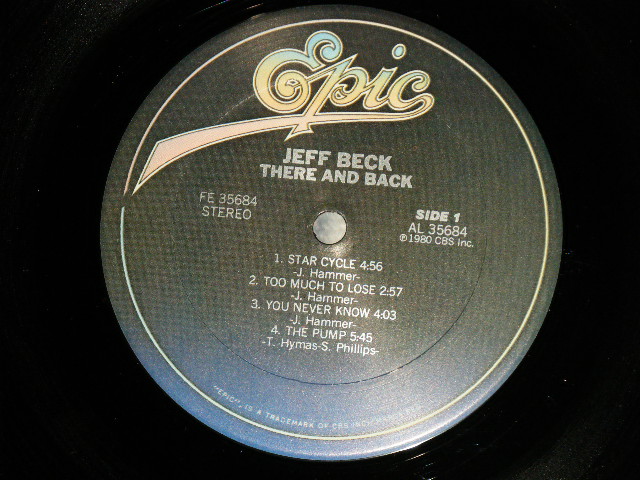 Epic
JEFF BECK
THERE AND BACK
FE 35684
STEREO
SIDE 1
AL 35684
℗ 1980 CBS Inc.
1. STAR CYCLE 4:56
-J. Hammer-
2. TOO MUCH TO LOSE 2:57
-J. Hammer-
3. YOU NEVER KNOW 4:03
-J. Hammer-
4. THE PUMP 5:45
-T. Hymas-S. Phillips-
"EPIC", IS A TRADEMARK OF CBS INC.